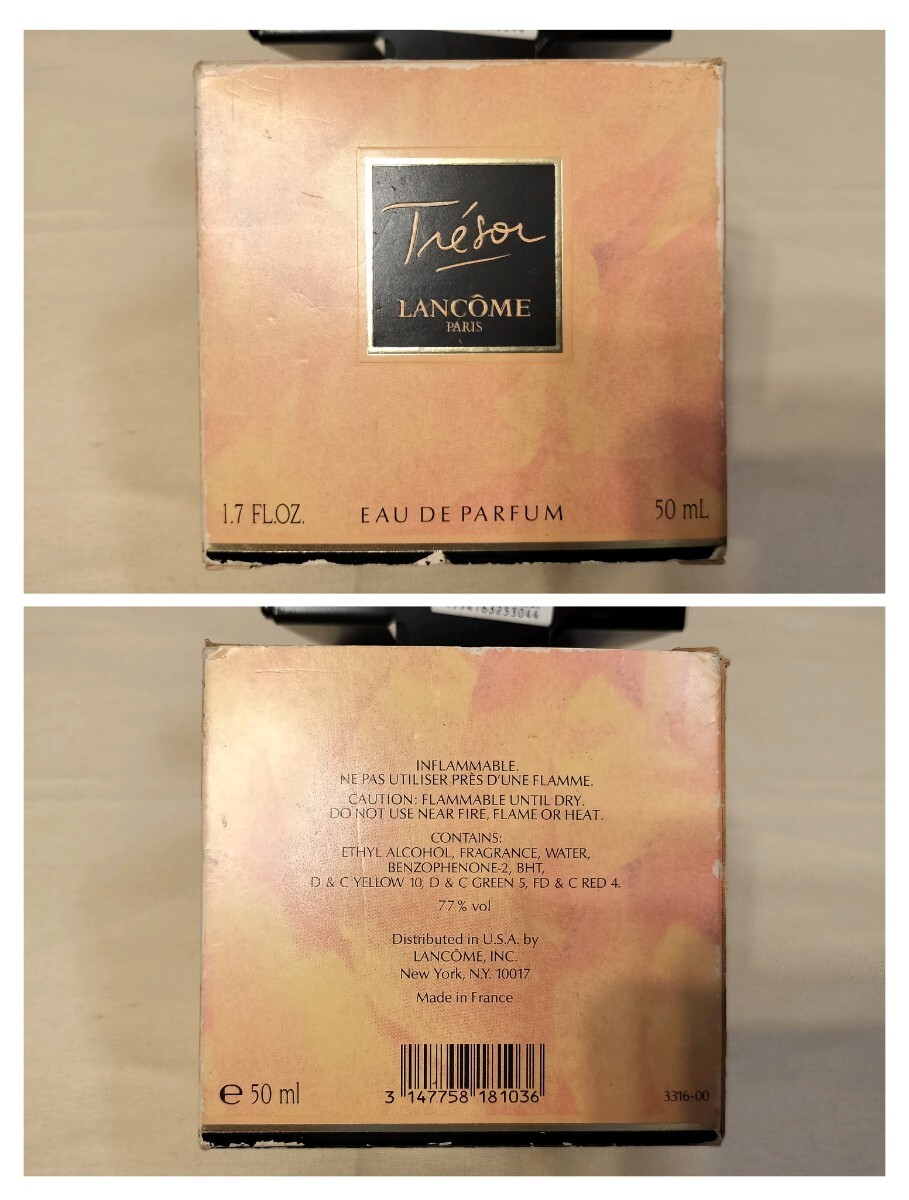 Trésor
LANCÔME
PARIS
1.7 FL.OZ. EAU DE PARFUM 50 mL
INFLAMMABLE.
NE PAS UTILISER PRÈS D'UNE FLAMME.
CAUTION: FLAMMABLE UNTIL DRY.
DO NOT USE NEAR FIRE, FLAME OR HEAT.
CONTAINS:
ETHYL ALCOHOL, FRAGRANCE, WATER,
BENZOPHENONE-2, BHT,
D & C YELLOW 10, D & C GREEN 5, FD & C RED 4.
77% vol
Distributed in U.S.A. by
LANCÔME, INC.
New York, N.Y. 10017
Made in France
e 50 ml 3 147758 181036 3316-00